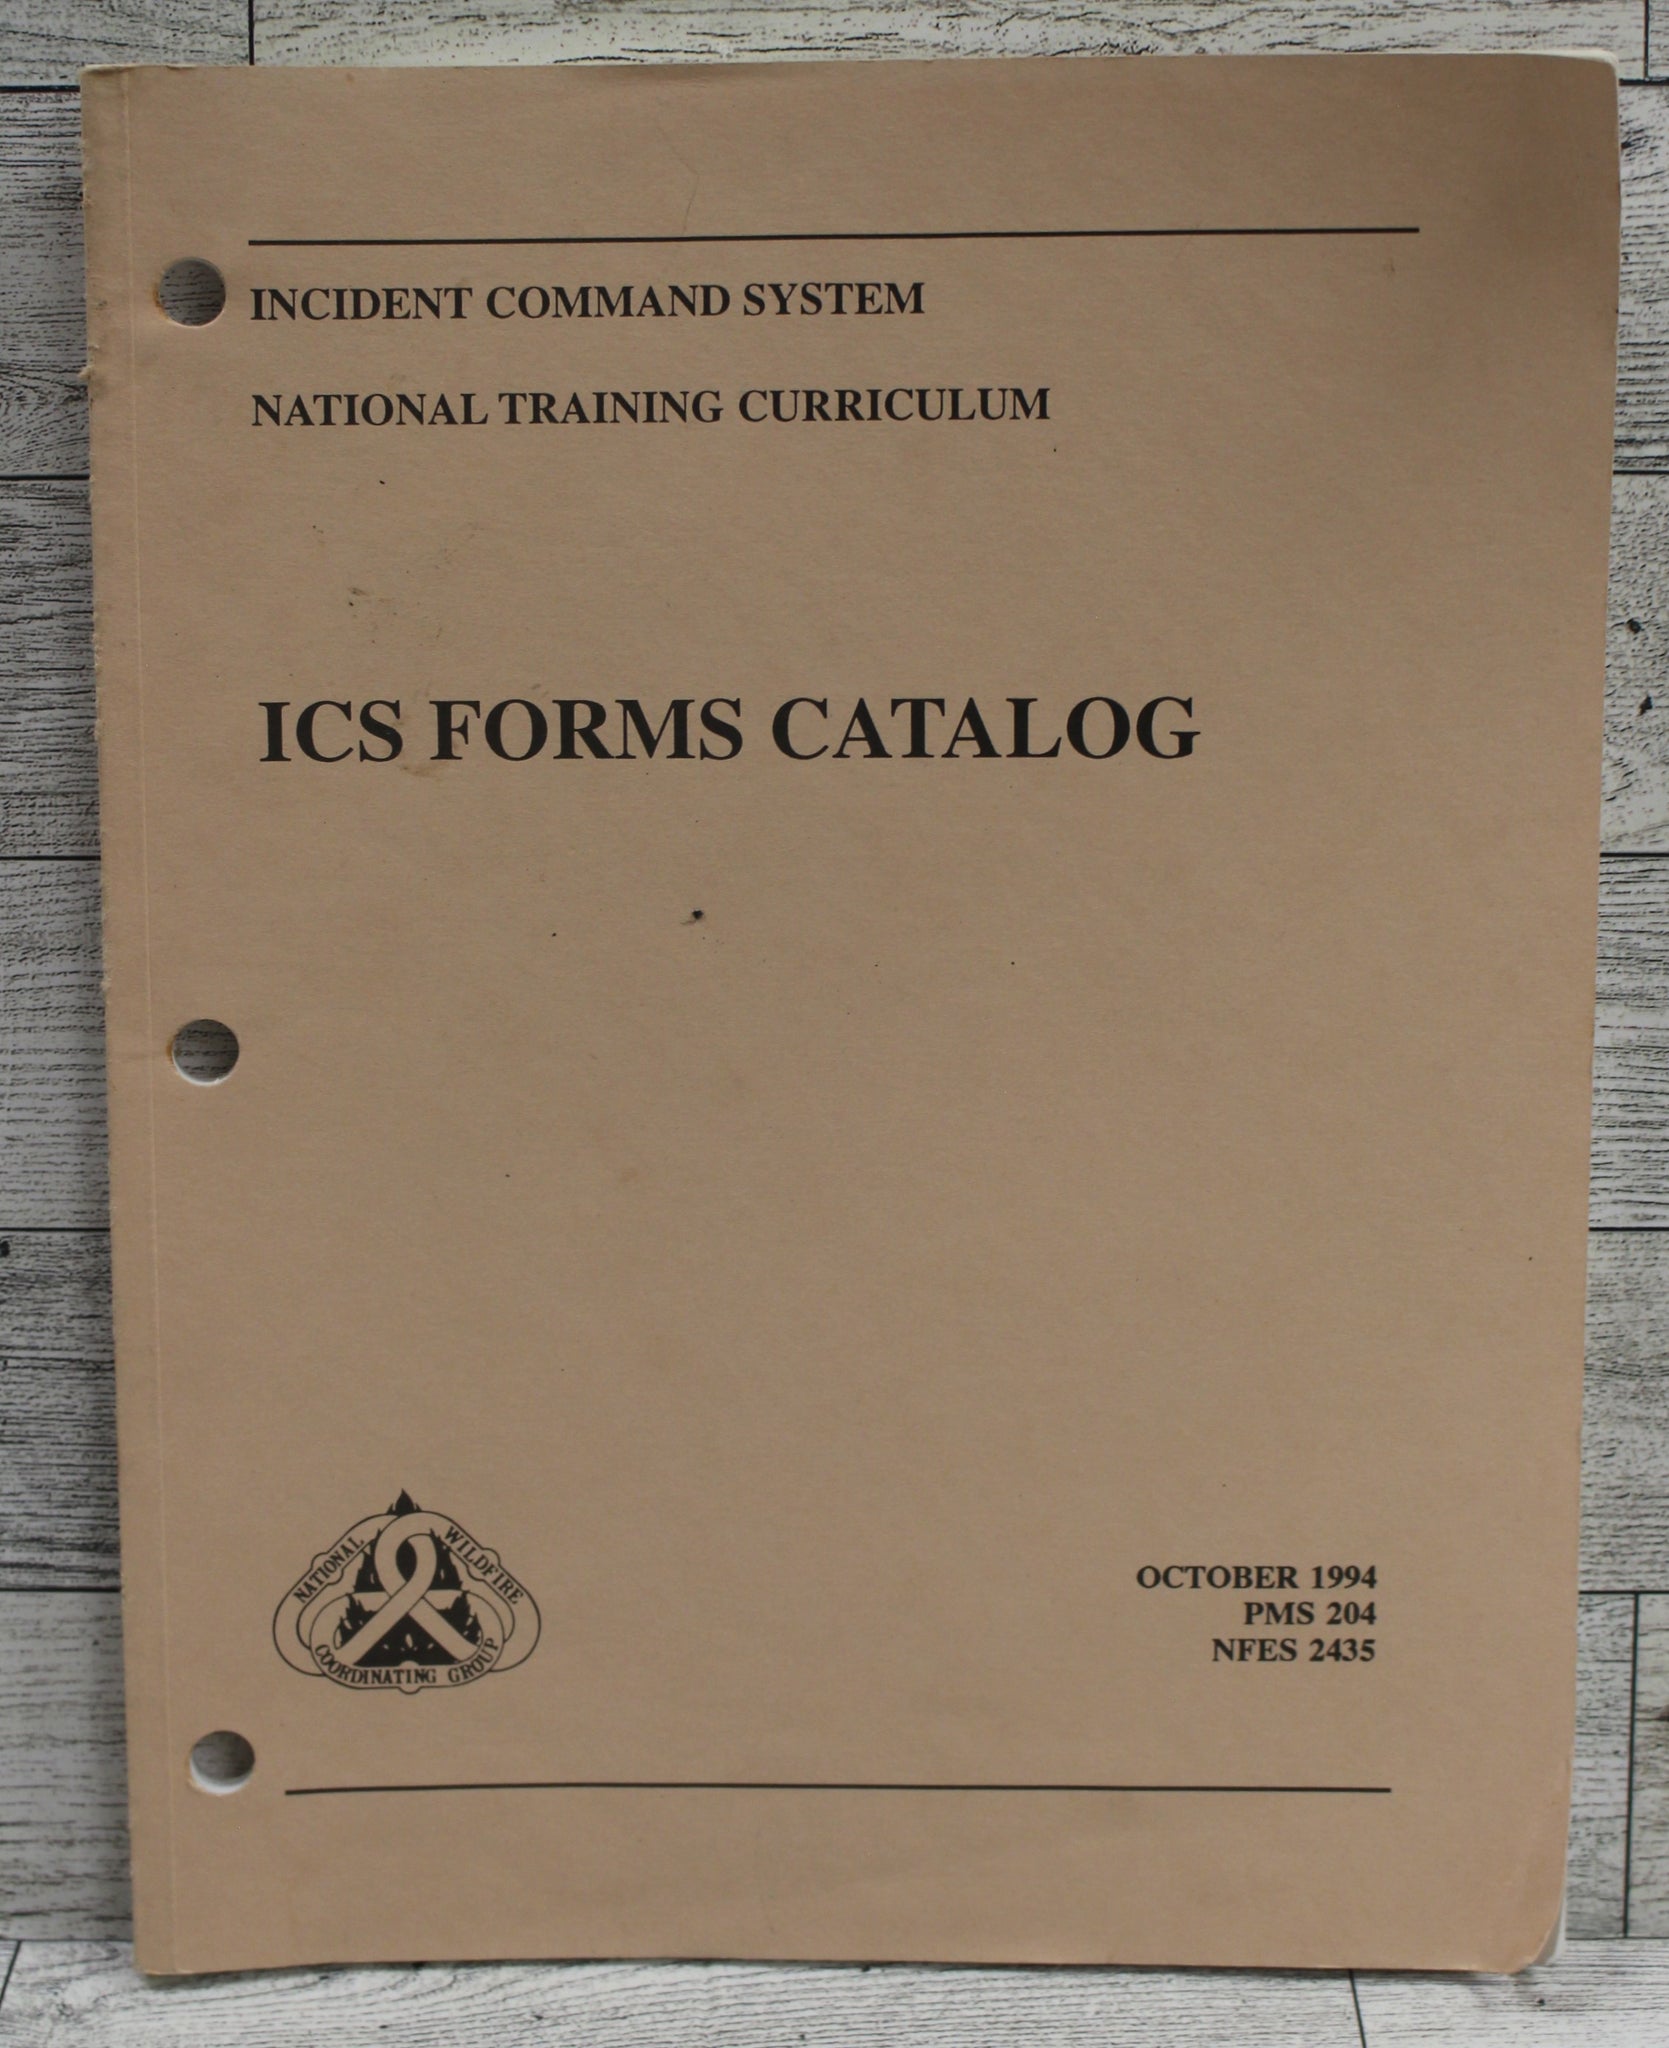 INCIDENT COMMAND SYSTEM
NATIONAL TRAINING CURRICULUM
ICS FORMS CATALOG
NATIONAL WILDFIRE
COORDINATING GROUP
OCTOBER 1994
PMS 204
NFES 2435